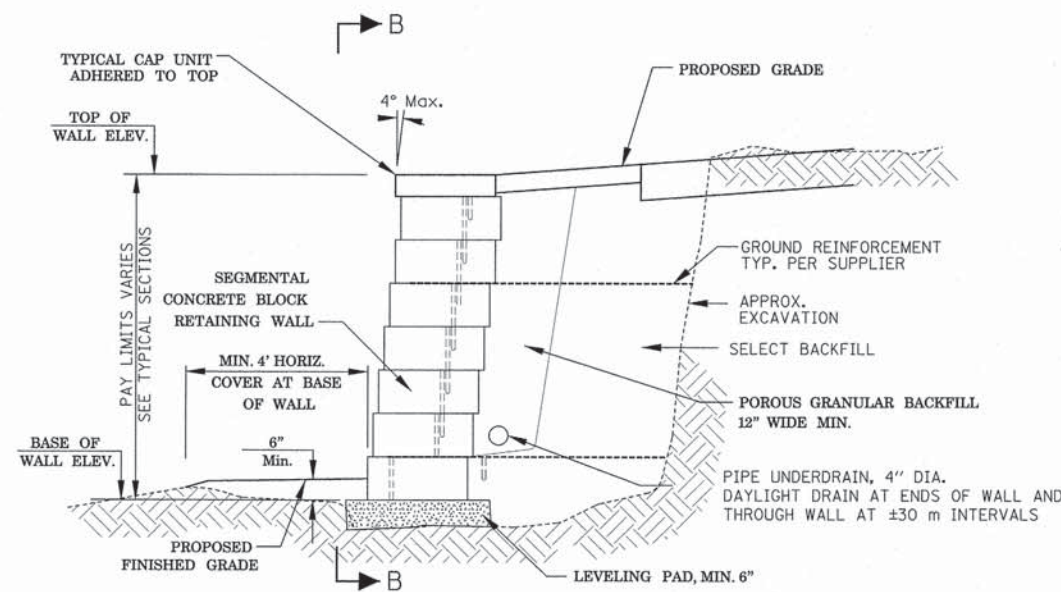 B
TYPICAL CAP UNIT
ADHERED TO TOP
PROPOSED GRADE
4° Max.
TOP OF
WALL ELEV.
GROUND REINFORCEMENT
TYP. PER SUPPLIER
SEGMENTAL
CONCRETE BLOCK
RETAINING WALL
APPROX.
EXCAVATION
PAY LIMITS VARIES
SEE TYPICAL SECTIONS
SELECT BACKFILL
MIN. 4' HORIZ.
COVER AT BASE
OF WALL
POROUS GRANULAR BACKFILL
12" WIDE MIN.
BASE OF
WALL ELEV.
6"
Min.
PIPE UNDERDRAIN, 4" DIA.
DAYLIGHT DRAIN AT ENDS OF WALL AND
THROUGH WALL AT ±30 m INTERVALS
PROPOSED
FINISHED GRADE
LEVELING PAD, MIN. 6"
B